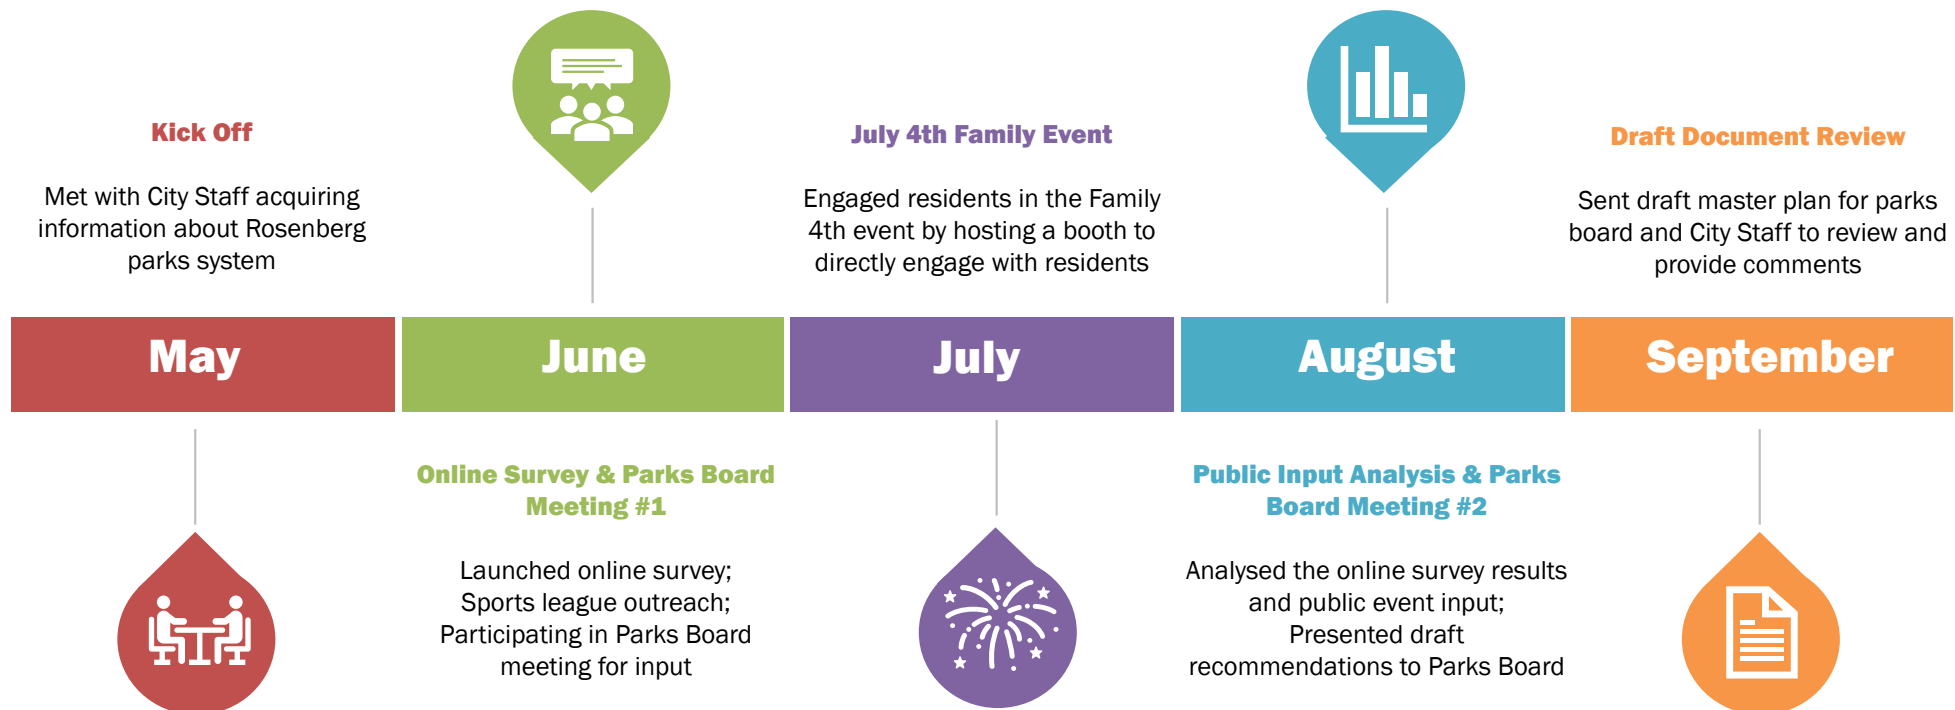 Kick Off
Met with City Staff acquiring
information about Rosenberg
parks system
May
June
Online Survey & Parks Board
Meeting #1
Launched online survey;
Sports league outreach;
Participating in Parks Board
meeting for input
July 4th Family Event
Engaged residents in the Family
4th event by hosting a booth to
directly engage with residents
July
August
Public Input Analysis & Parks
Board Meeting #2
Analysed the online survey results
and public event input;
Presented draft
recommendations to Parks Board
Draft Document Review
Sent draft master plan for parks
board and City Staff to review and
provide comments
September